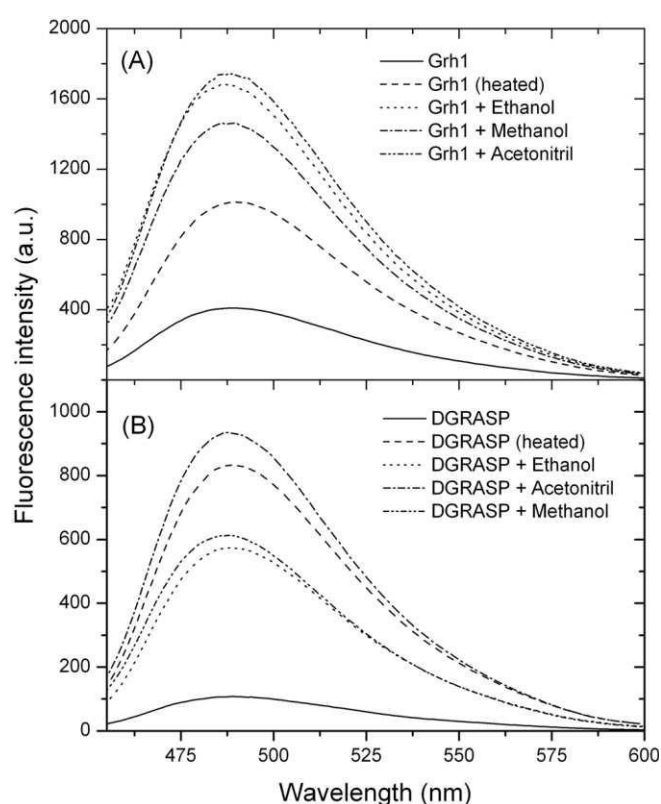 2000
(A)
Grh1
1600
Grh1 (heated)
Grh1 + Ethanol
Grh1 + Methanol
1200
Grh1 + Acetonitril
800
400
Fluorescence intensity (a.u.)
1000
(B)
DGRASP
DGRASP (heated)
800
DGRASP + Ethanol
DGRASP + Acetonitril
600
DGRASP + Methanol
400
200
0
475 500 525 550 575 600
Wavelength (nm)